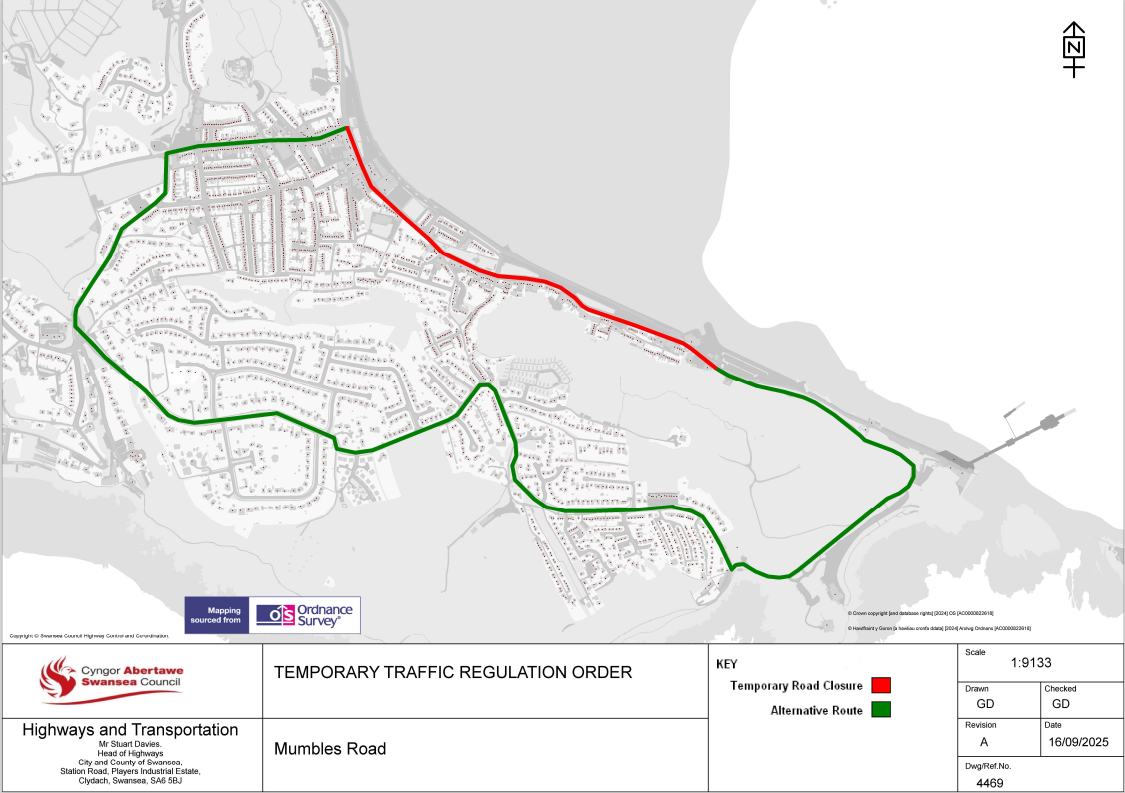 N
Mapping
sourced from
OS Ordnance
Survey®
Copyright © Swansea Council Highway Control and Co-ordination.
© Crown copyright [and database rights] [2024] OS [AC0000823618]
© Hawlfraint y Goron [a hawliau cronfa ddata] [2024] Arolwg Ordnans [AC0000823618]
Cyngor Abertawe
Swansea Council
Highways and Transportation
Mr Stuart Davies.
Head of Highways
City and County of Swansea,
Station Road, Players Industrial Estate,
Clydach, Swansea, SA6 5BJ
TEMPORARY TRAFFIC REGULATION ORDER
Mumbles Road
KEY
Temporary Road Closure
Alternative Route
Scale
1:9133
Drawn
GD
Checked
GD
Revision
A
Date
16/09/2025
Dwg/Ref.No.
4469